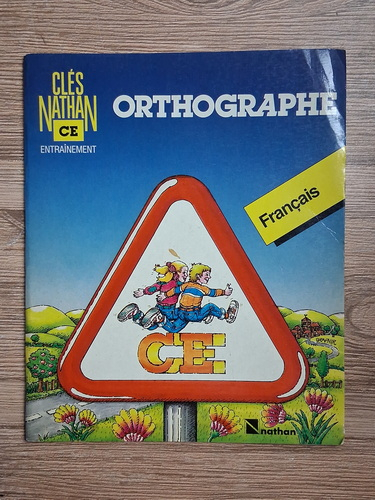 CLÉS
NATHAN
CE
ENTRAÎNEMENT
ORTHOGRAPHE
Français
CE
nathan